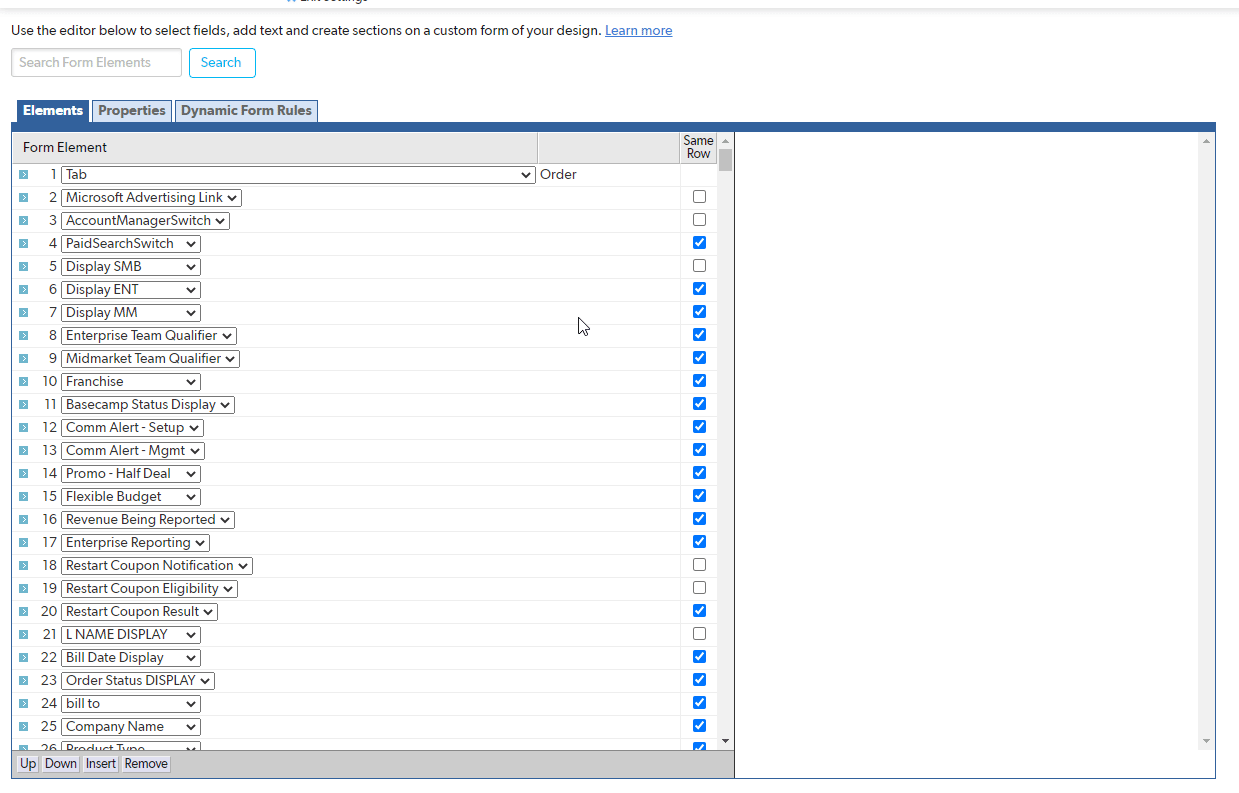 Exit Settings
Use the editor below to select fields, add text and create sections on a custom form of your design. Learn more
Search Form Elements Search
Elements Properties Dynamic Form Rules
Form Element Same Row
1 Tab Order
2 Microsoft Advertising Link
3 AccountManagerSwitch
4 PaidSearchSwitch
5 Display SMB
6 Display ENT
7 Display MM
8 Enterprise Team Qualifier
9 Midmarket Team Qualifier
10 Franchise
11 Basecamp Status Display
12 Comm Alert - Setup
13 Comm Alert - Mgmt
14 Promo - Half Deal
15 Flexible Budget
16 Revenue Being Reported
17 Enterprise Reporting
18 Restart Coupon Notification
19 Restart Coupon Eligibility
20 Restart Coupon Result
21 L NAME DISPLAY
22 Bill Date Display
23 Order Status DISPLAY
24 bill to
25 Company Name
26 Product Type
Up Down Insert Remove